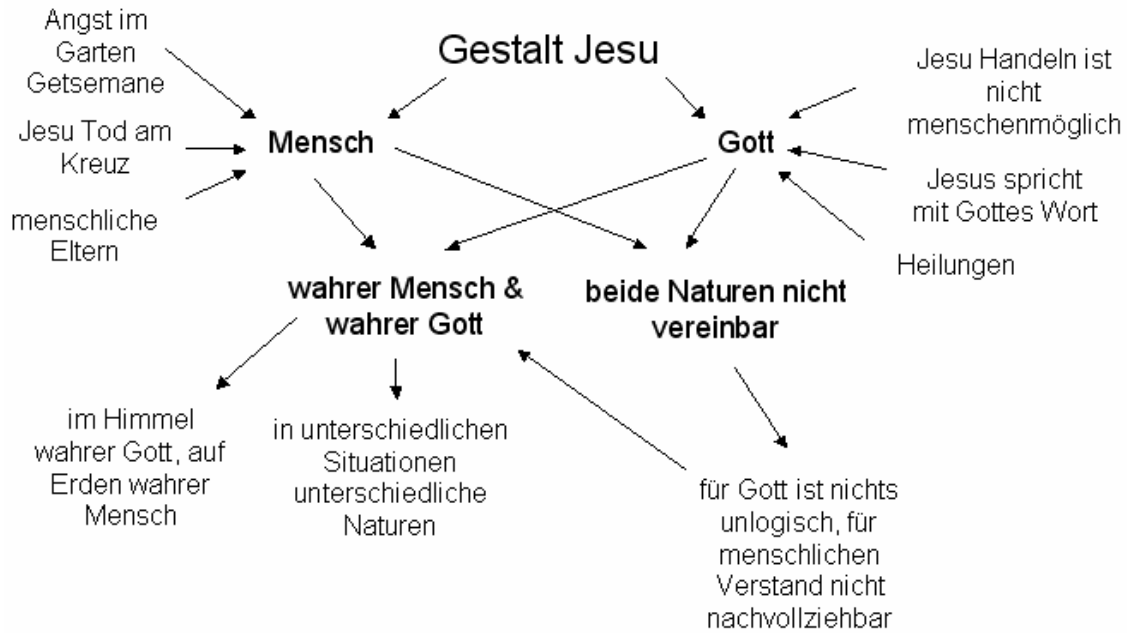 Gestalt Jesu
Angst im
Garten
Getsemane
Jesu Tod am
Kreuz
menschliche
Eltern
Mensch
Gott
Jesu Handeln ist
nicht
menschenmöglich
Jesus spricht
mit Gottes Wort
Heilungen
wahrer Mensch &
wahrer Gott
beide Naturen nicht
vereinbar
im Himmel
wahrer Gott, auf
Erden wahrer
Mensch
in unterschiedlichen
Situationen
unterschiedliche
Naturen
für Gott ist nichts
unlogisch, für
menschlichen
Verstand nicht
nachvollziehbar